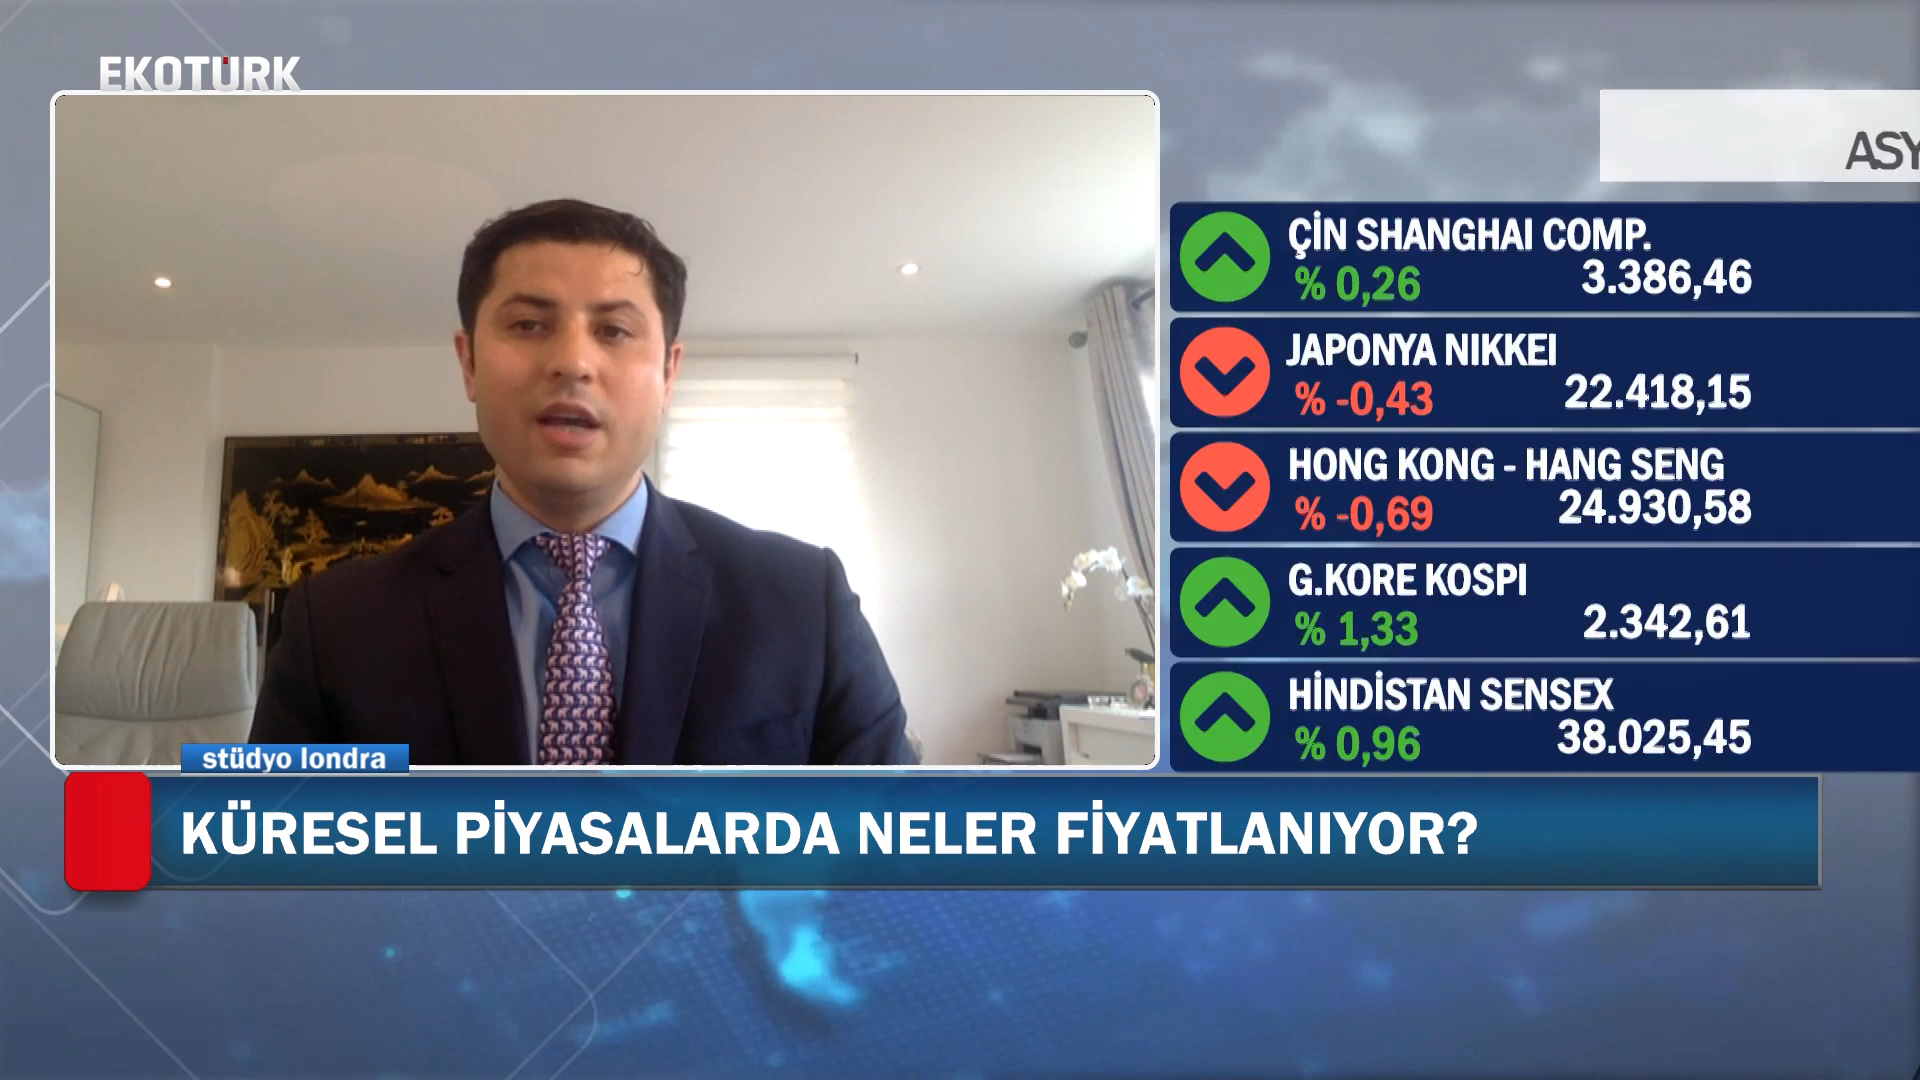 EKOTÜRK
ASY
ÇİN SHANGHAI COMP.
% 0,26 3.386,46
JAPONYA NIKKEI
% -0,43 22.418,15
HONG KONG - HANG SENG
% -0,69 24.930,58
G.KORE KOSPI
% 1,33 2.342,61
HİNDİSTAN SENSEX
% 0,96 38.025,45
stüdyo londra
KÜRESEL PİYASALARDA NELER FİYATLANIYOR?